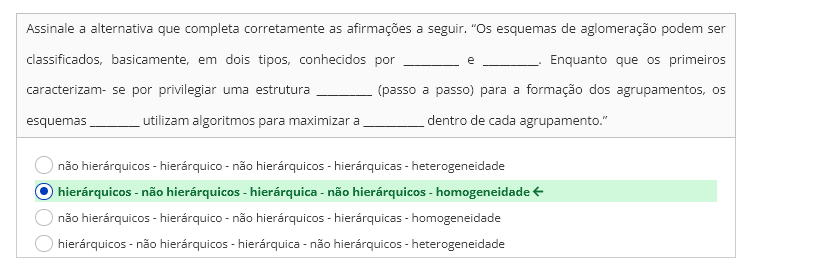 Assinale a alternativa que completa corretamente as afirmações a seguir. “Os esquemas de aglomeração podem ser
classificados, basicamente, em dois tipos, conhecidos por _________ e _________. Enquanto que os primeiros
caracterizam- se por privilegiar uma estrutura _________ (passo a passo) para a formação dos agrupamentos, os
esquemas ________ utilizam algoritmos para maximizar a __________ dentro de cada agrupamento.”
não hierárquicos - hierárquico - não hierárquicos - hierárquicas - heterogeneidade
hierárquicos - não hierárquicos - hierárquica - não hierárquicos - homogeneidade ←
não hierárquicos - hierárquico - não hierárquicos - hierárquicas - homogeneidade
hierárquicos - não hierárquicos - hierárquica - não hierárquicos - heterogeneidade